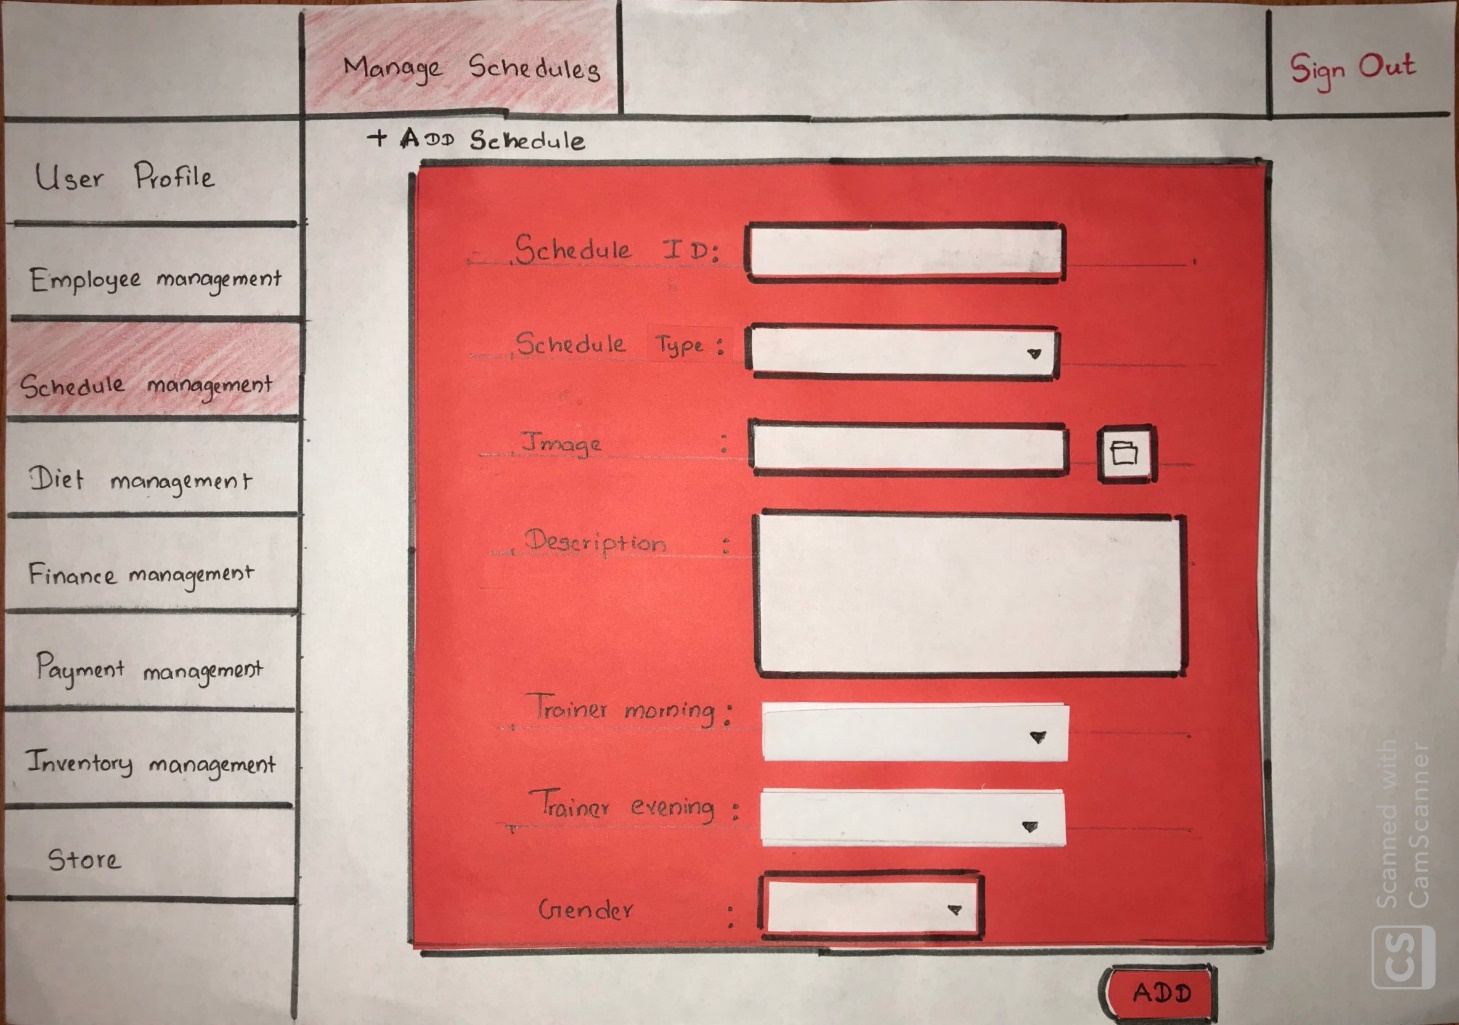 Manage Schedules
Sign Out
+ ADD Schedule
User Profile
Employee management
Schedule management
Diet management
Finance management
Payment management
Inventory management
Store
Schedule ID:
Schedule Type :
Image :
Description :
Trainer morning :
Trainer evening :
Gender :
ADD
CS Scanned with
CamScanner